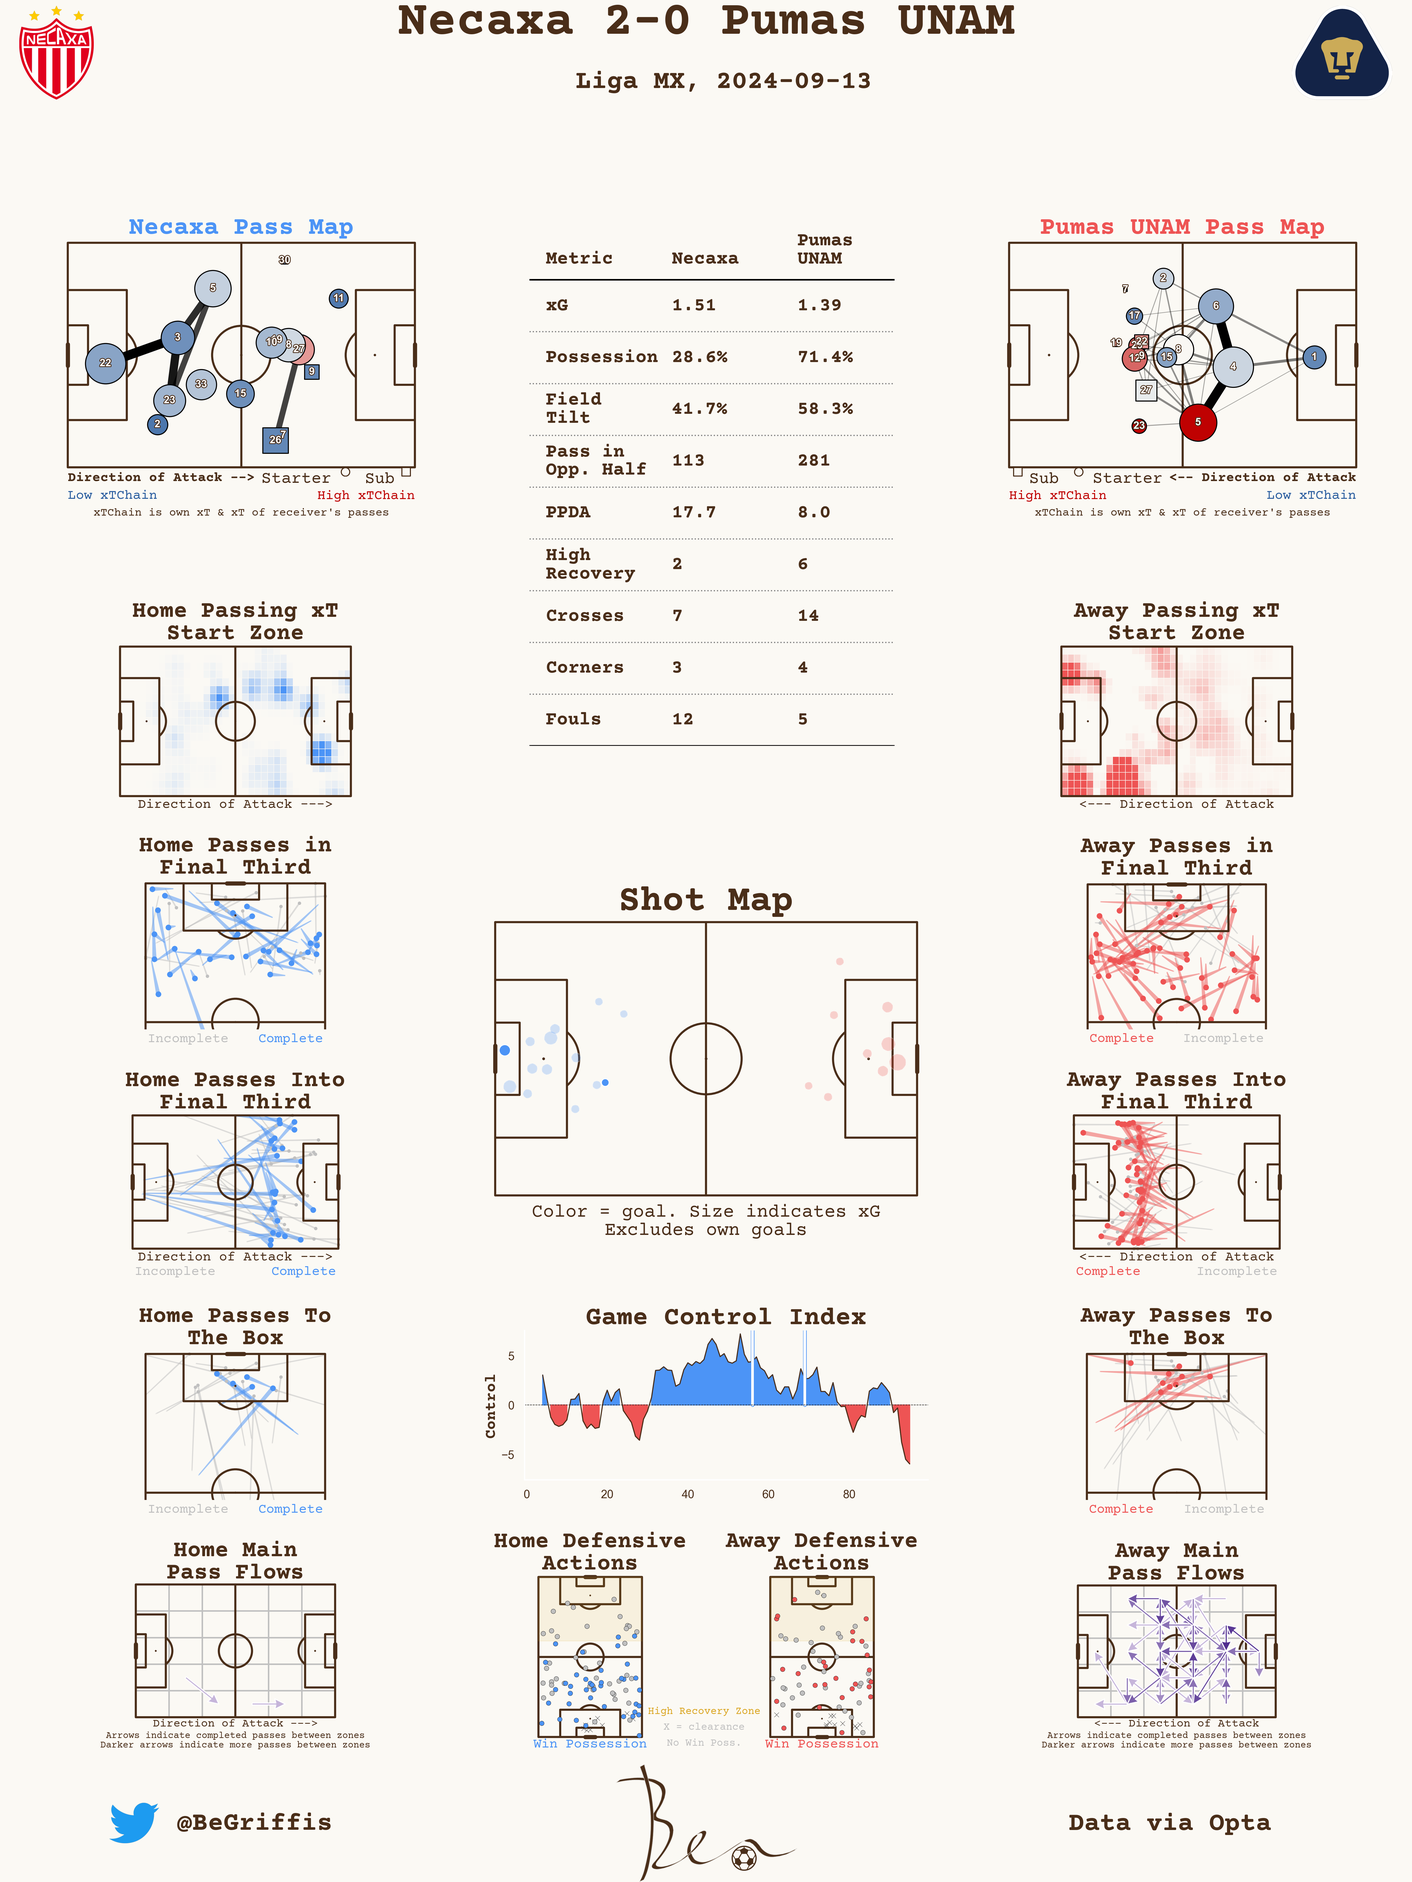 Necaxa 2-0 Pumas UNAM
Liga MX, 2024-09-13
NECAXA
Necaxa Pass Map
30
5
11
3
10
8
27
22
9
33
23
15
2
26
7
Direction of Attack --> Starter Sub
Low xTChain High xTChain
xTChain is own xT & xT of receiver's passes
Metric Necaxa Pumas UNAM
xG 1.51 1.39
Possession 28.6% 71.4%
Field Tilt 41.7% 58.3%
Pass in Opp. Half 113 281
PPDA 17.7 8.0
High Recovery 2 6
Crosses 7 14
Corners 3 4
Fouls 12 5
Pumas UNAM Pass Map
2
7
6
17
19
22
8
12
9
15
1
4
27
5
23
Sub Starter <-- Direction of Attack
High xTChain Low xTChain
xTChain is own xT & xT of receiver's passes
Home Passing xT
Start Zone
Direction of Attack --->
Away Passing xT
Start Zone
<--- Direction of Attack
Home Passes in
Final Third
Incomplete Complete
Away Passes in
Final Third
Complete Incomplete
Shot Map
Color = goal. Size indicates xG
Excludes own goals
Home Passes Into
Final Third
Direction of Attack --->
Incomplete Complete
Away Passes Into
Final Third
<--- Direction of Attack
Complete Incomplete
Home Passes To
The Box
Incomplete Complete
Game Control Index
Control
5
0
−5
0 20 40 60 80
Away Passes To
The Box
Complete Incomplete
Home Main
Pass Flows
Direction of Attack --->
Arrows indicate completed passes between zones
Darker arrows indicate more passes between zones
Home Defensive
Actions
Win Possession
Away Defensive
Actions
Win Possession
High Recovery Zone
X = clearance
No Win Poss.
Away Main
Pass Flows
<--- Direction of Attack
Arrows indicate completed passes between zones
Darker arrows indicate more passes between zones
@BeGriffis
Ben
Data via Opta